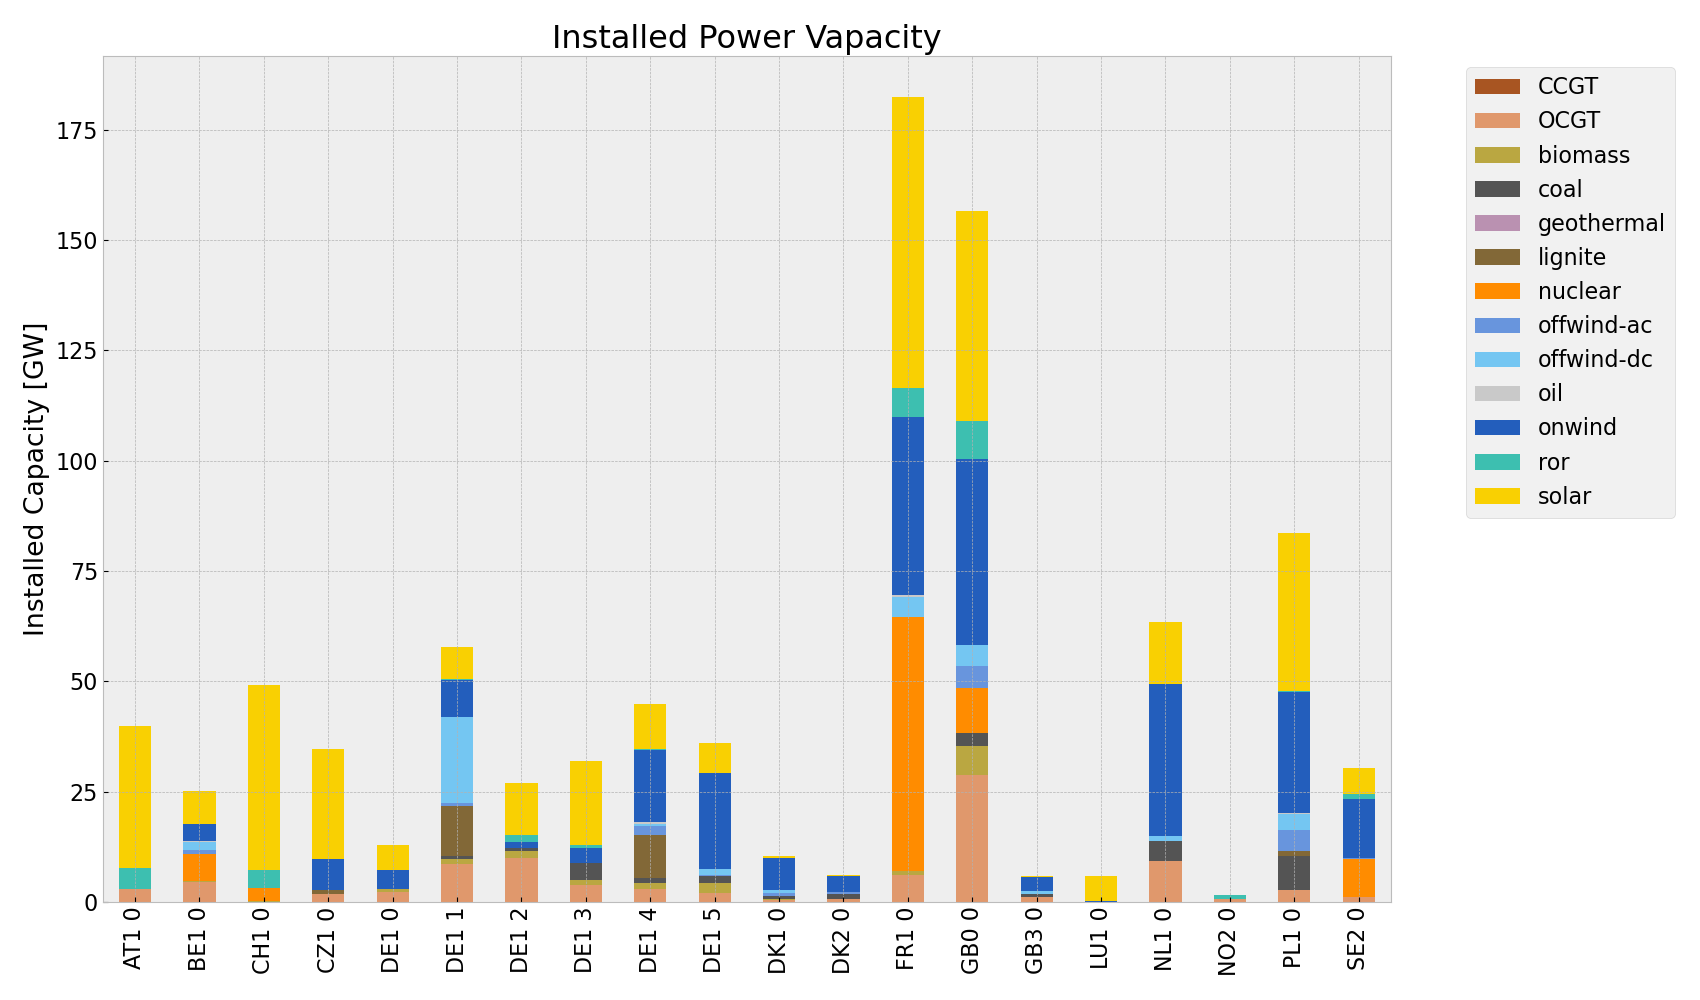 Installed Power Vapacity
Installed Capacity [GW]
175
150
125
100
75
50
25
0
AT1 0
BE1 0
CH1 0
CZ1 0
DE1 0
DE1 1
DE1 2
DE1 3
DE1 4
DE1 5
DK1 0
DK2 0
FR1 0
GB0 0
GB3 0
LU1 0
NL1 0
NO2 0
PL1 0
SE2 0
CCGT
OCGT
biomass
coal
geothermal
lignite
nuclear
offwind-ac
offwind-dc
oil
onwind
ror
solar